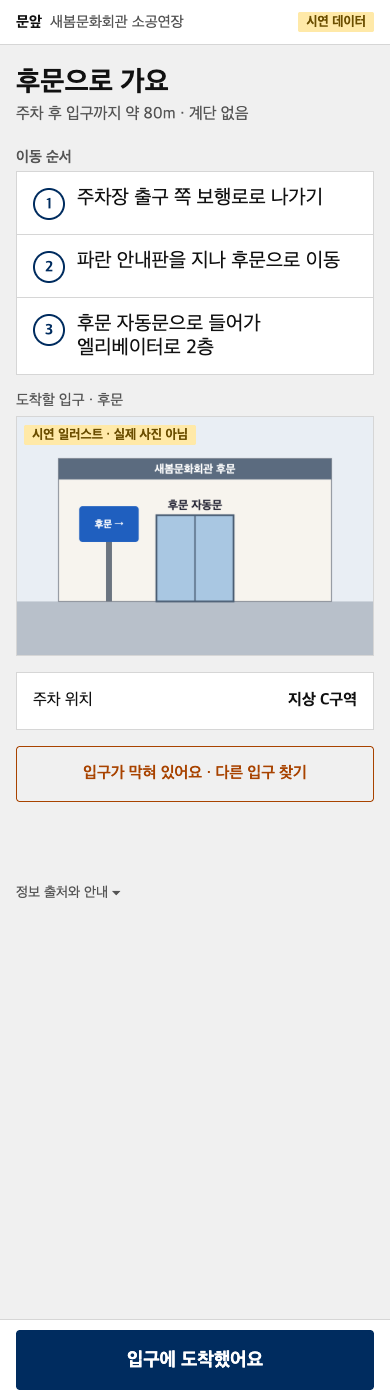 문앞 새봄문화회관 소공연장
시연 데이터
후문으로 가요
주차 후 입구까지 약 80m · 계단 없음
이동 순서
1 주차장 출구 쪽 보행로로 나가기
2 파란 안내판을 지나 후문으로 이동
3 후문 자동문으로 들어가
엘리베이터로 2층
도착할 입구 · 후문
시연 일러스트 · 실제 사진 아님
새봄문화회관 후문
후문 자동문
후문 →
주차 위치 지상 C구역
입구가 막혀 있어요 · 다른 입구 찾기
정보 출처와 안내
입구에 도착했어요